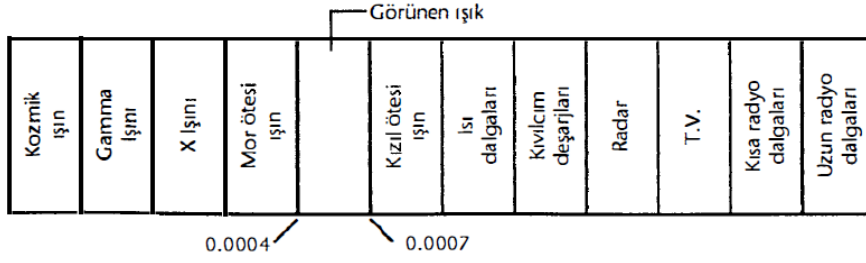 Görünen ışık
Kozmik
ışın
Gamma
Işını
X Işını
Mor ötesi
ışın
Kızıl ötesi
ışın
Isı
dalgaları
Kıvılcım
deşarjları
Radar
T.V.
Kısa radyo
dalgaları
Uzun radyo
dalgaları
0.0004
0.0007